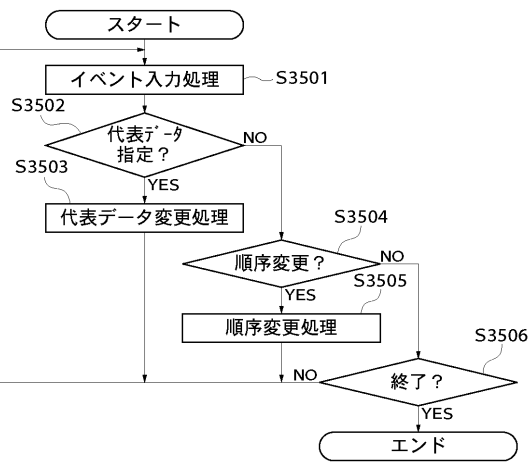 スタート
イベント入力処理
S3501
S3502
代表ﾃﾞｰﾀ
指定？
NO
YES
S3503
代表データ変更処理
S3504
順序変更？
NO
YES
S3505
順序変更処理
S3506
終了？
NO
YES
エンド